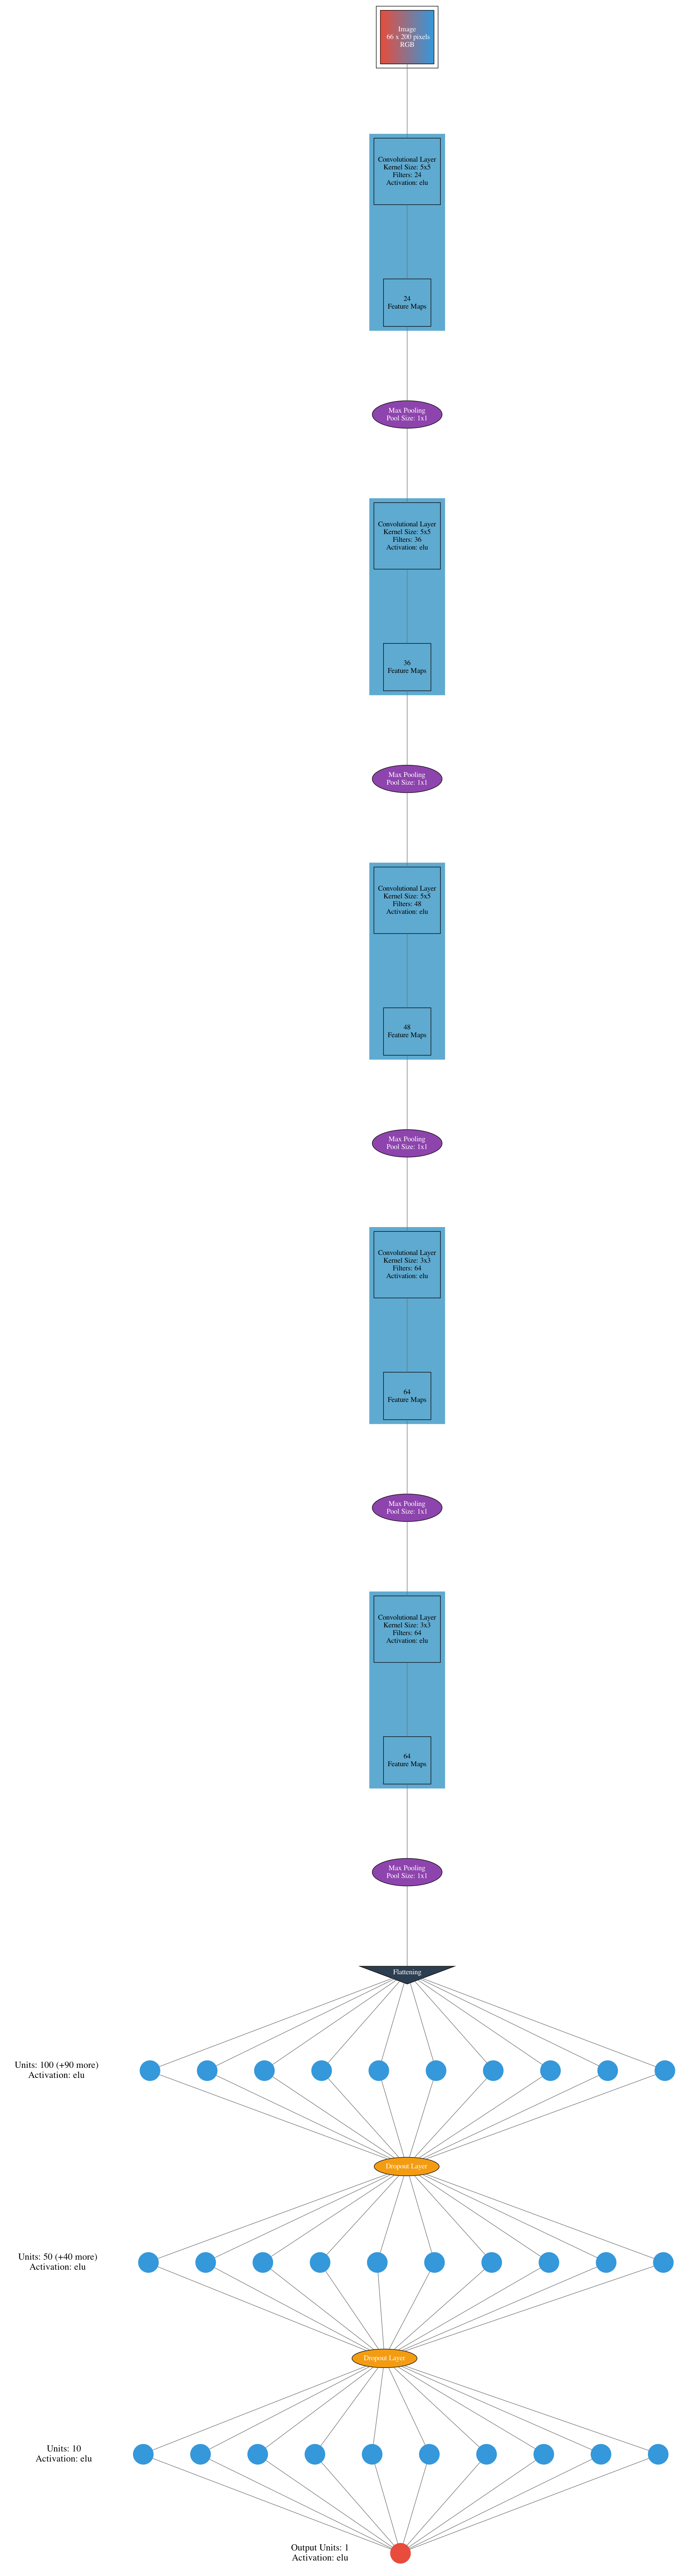 Image
66 x 200 pixels
RGB
Convolutional Layer
Kernel Size: 5x5
Filters: 24
Activation: elu
24
Feature Maps
Max Pooling
Pool Size: 1x1
Convolutional Layer
Kernel Size: 5x5
Filters: 36
Activation: elu
36
Feature Maps
Max Pooling
Pool Size: 1x1
Convolutional Layer
Kernel Size: 5x5
Filters: 48
Activation: elu
48
Feature Maps
Max Pooling
Pool Size: 1x1
Convolutional Layer
Kernel Size: 3x3
Filters: 64
Activation: elu
64
Feature Maps
Max Pooling
Pool Size: 1x1
Convolutional Layer
Kernel Size: 3x3
Filters: 64
Activation: elu
64
Feature Maps
Max Pooling
Pool Size: 1x1
Flattening
Units: 100 (+90 more)
Activation: elu
Dropout Layer
Units: 50 (+40 more)
Activation: elu
Dropout Layer
Units: 10
Activation: elu
Output Units: 1
Activation: elu